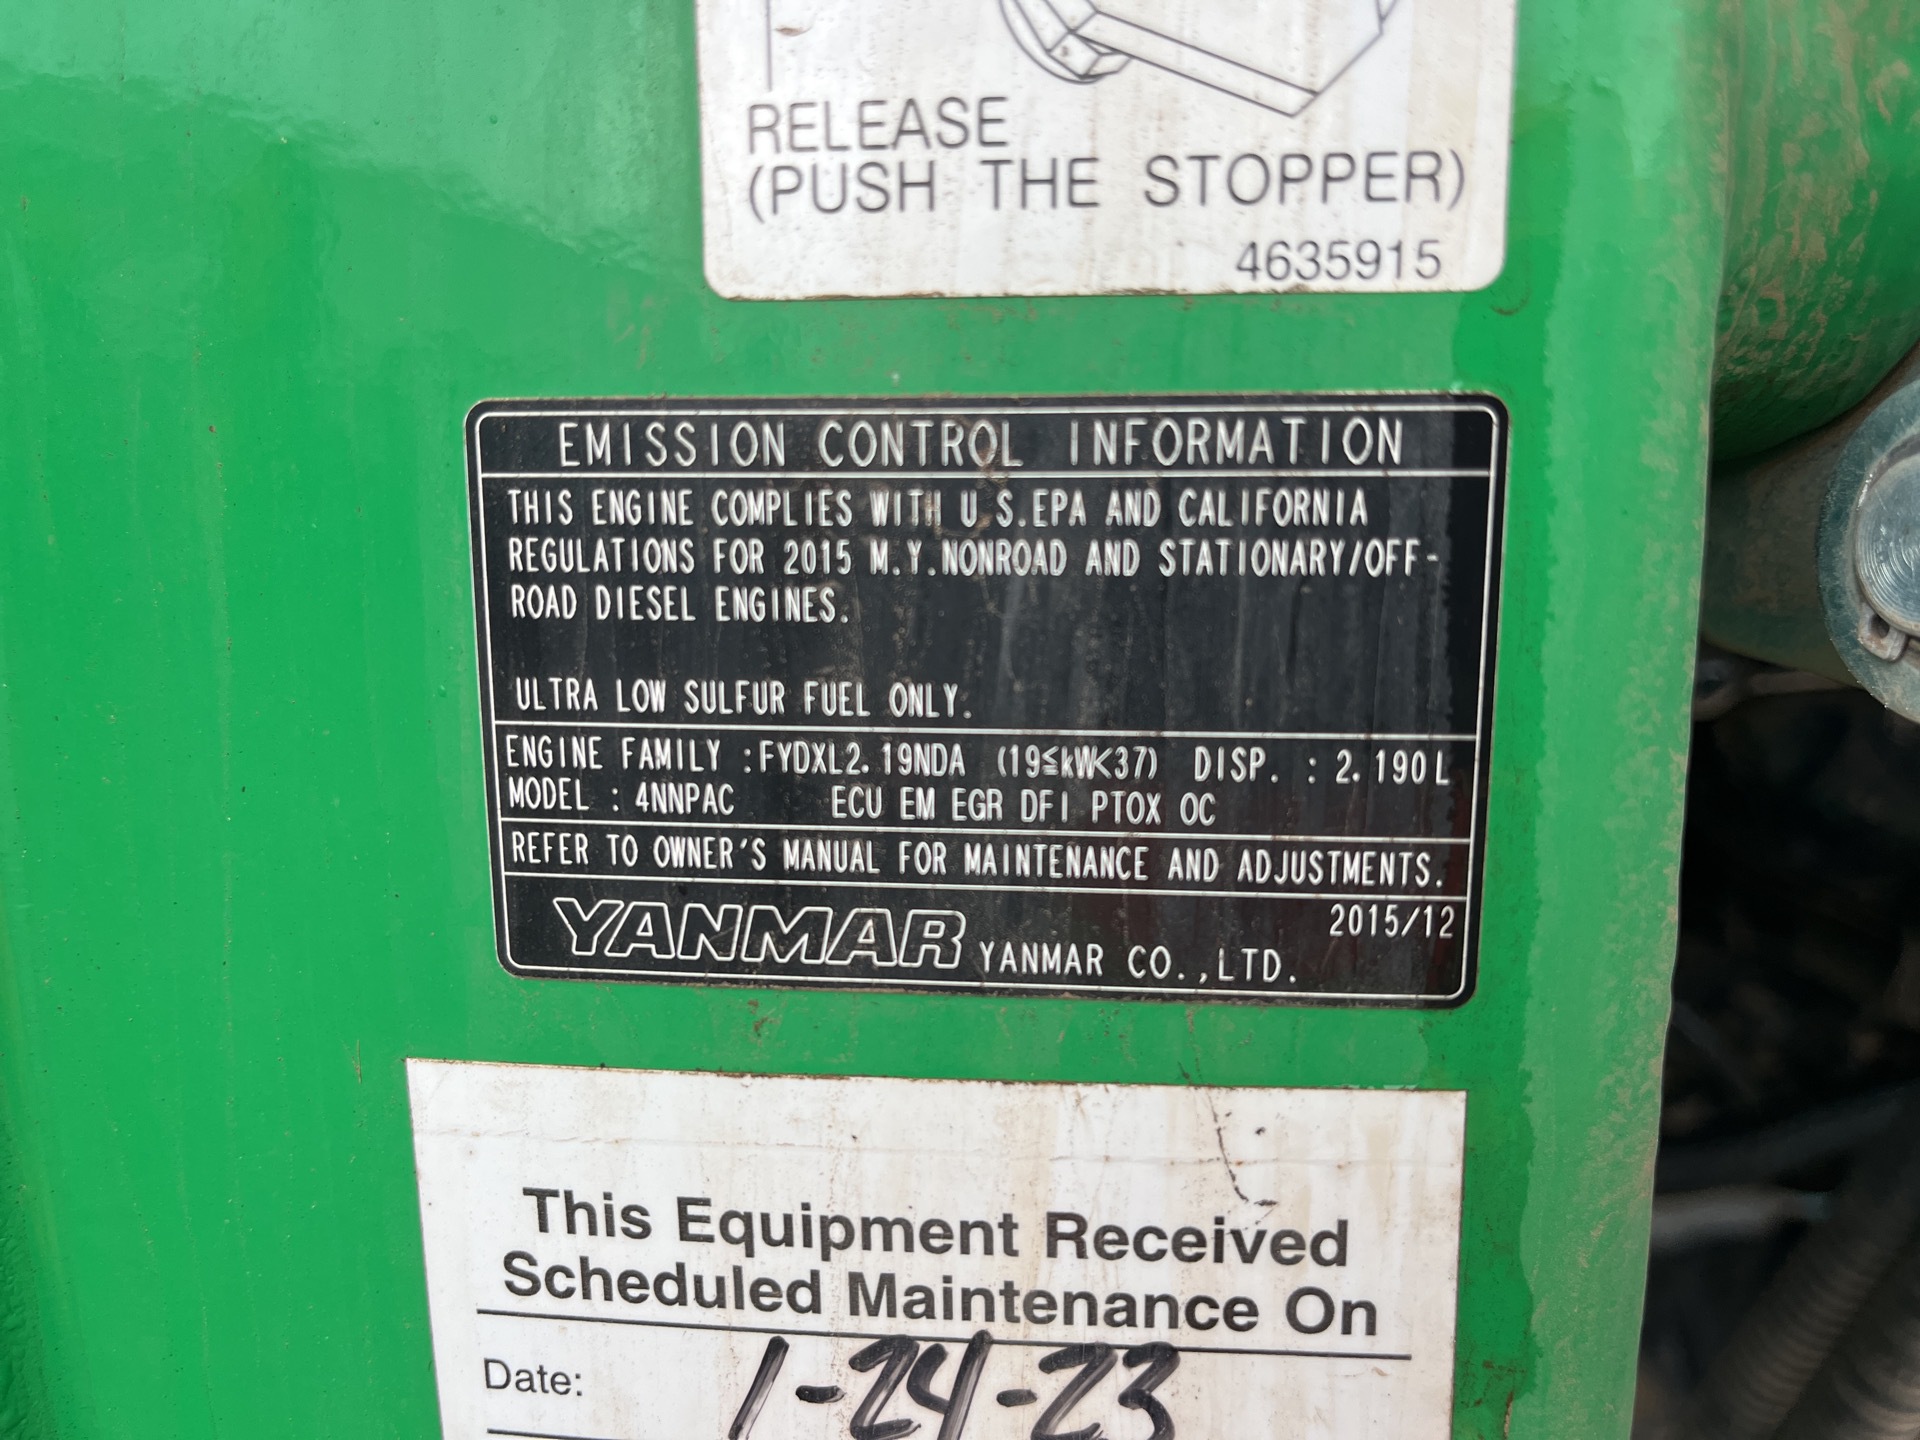 RELEASE
(PUSH THE STOPPER)
4635915
EMISSION CONTROL INFORMATION
THIS ENGINE COMPLIES WITH U S.EPA AND CALIFORNIA
REGULATIONS FOR 2015 M.Y.NONROAD AND STATIONARY/OFF-
ROAD DIESEL ENGINES.
ULTRA LOW SULFUR FUEL ONLY.
ENGINE FAMILY :FYDXL2.19NDA (19≦kW<37) DISP. : 2.190L
MODEL : 4NNPAC ECU EM EGR DFI PTOX OC
REFER TO OWNER'S MANUAL FOR MAINTENANCE AND ADJUSTMENTS.
2015/12
YANMAR YANMAR CO.,LTD.
This Equipment Received
Scheduled Maintenance On
Date: 1-24-23